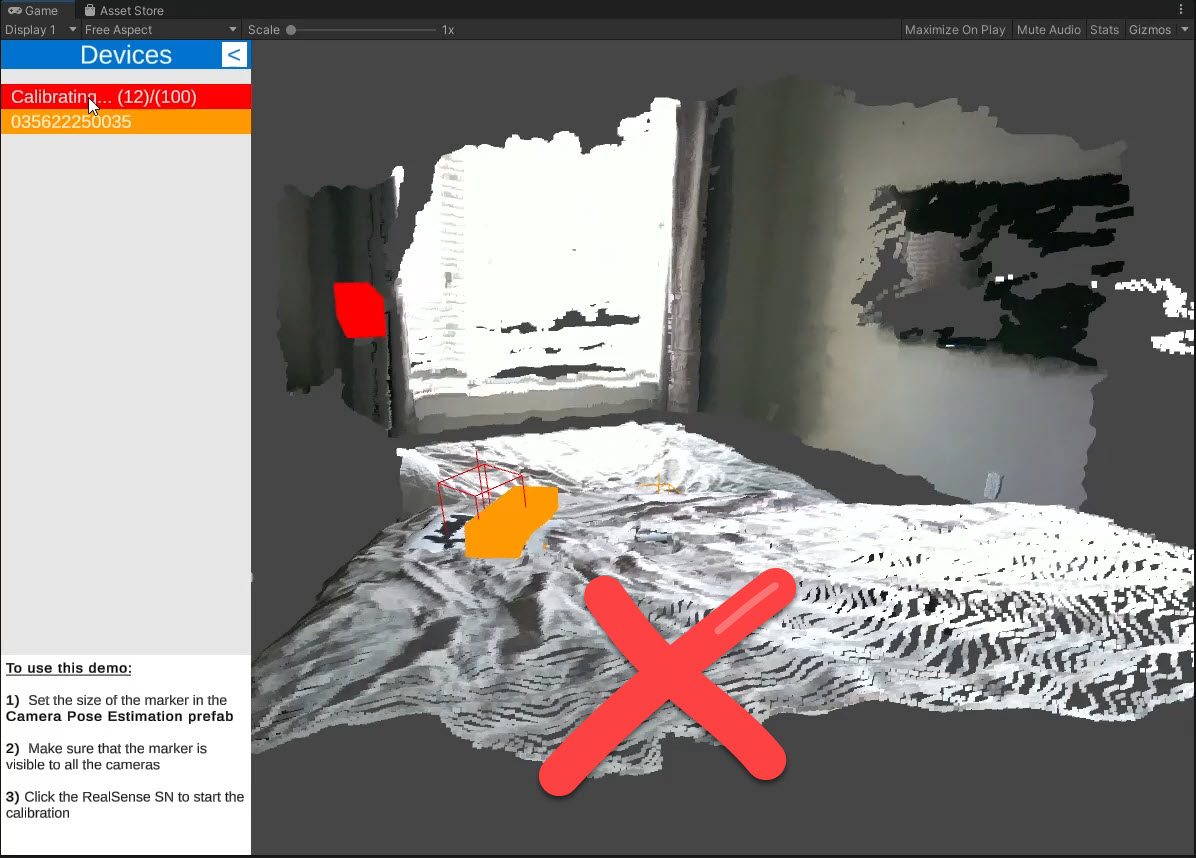 Game
Asset Store
Display 1
Free Aspect
Scale
1x
Maximize On Play
Mute Audio
Stats
Gizmos
Devices
<
Calibrating... (12)/(100)
035622250035
To use this demo:
1) Set the size of the marker in the
Camera Pose Estimation prefab
2) Make sure that the marker is
visible to all the cameras
3) Click the RealSense SN to start the
calibration